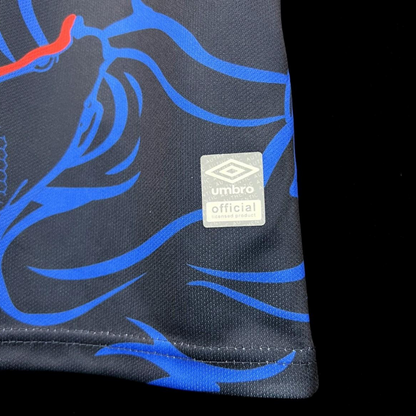 umbro
official
licensed product